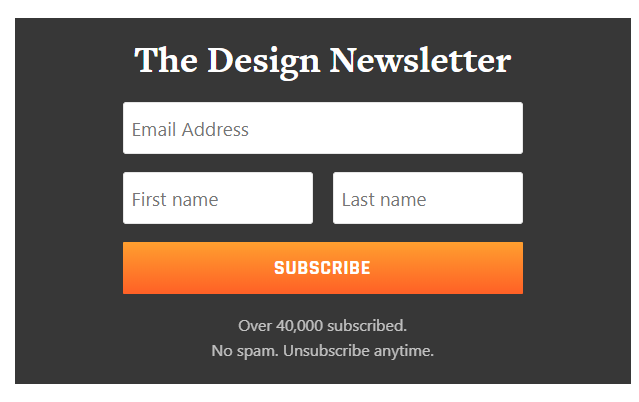 The Design Newsletter
Email Address
First name
Last name
SUBSCRIBE
Over 40,000 subscribed.
No spam. Unsubscribe anytime.